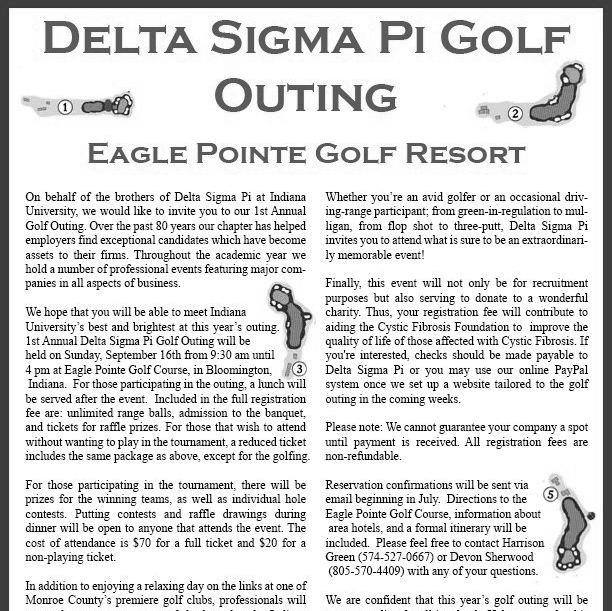 DELTA SIGMA PI GOLF
OUTING
1
2
EAGLE POINTE GOLF RESORT
On behalf of the brothers of Delta Sigma Pi at Indiana
University, we would like to invite you to our 1st Annual
Golf Outing. Over the past 80 years our chapter has helped
employers find exceptional candidates which have become
assets to their firms. Throughout the academic year we
hold a number of professional events featuring major com-
panies in all aspects of business.
We hope that you will be able to meet Indiana
University's best and brightest at this year's outing.
1st Annual Delta Sigma Pi Golf Outing will be
held on Sunday, September 16th from 9:30 am until
4 pm at Eagle Pointe Golf Course, in Bloomington,
3
Indiana. For those participating in the outing, a lunch will
be served after the event. Included in the full registration
fee are: unlimited range balls, admission to the banquet,
and tickets for raffle prizes. For those that wish to attend
without wanting to play in the tournament, a reduced ticket
includes the same package as above, except for the golfing.
For those participating in the tournament, there will be
prizes for the winning teams, as well as individual hole
contests. Putting contests and raffle drawings during
dinner will be open to anyone that attends the event. The
cost of attendance is $70 for a full ticket and $20 for a
non-playing ticket.
In addition to enjoying a relaxing day on the links at one of
Monroe County's premiere golf clubs, professionals will
Whether you're an avid golfer or an occasional driv-
ing-range participant; from green-in-regulation to mul-
ligan, from flop shot to three-putt, Delta Sigma Pi
invites you to attend what is sure to be an extraordinari-
ly memorable event!
Finally, this event will not only be for recruitment
purposes but also serving to donate to a wonderful
charity. Thus, your registration fee will contribute to
aiding the Cystic Fibrosis Foundation to improve the
quality of life of those affected with Cystic Fibrosis. If
you're interested, checks should be made payable to
Delta Sigma Pi or you may use our online PayPal
system once we set up a website tailored to the golf
outing in the coming weeks.
Please note: We cannot guarantee your company a spot
until payment is received. All registration fees are
non-refundable.
Reservation confirmations will be sent via
email beginning in July. Directions to the
5
Eagle Pointe Golf Course, information about
area hotels, and a formal itinerary will be
included. Please feel free to contact Harrison
Green (574-527-0667) or Devon Sherwood
(805-570-4409) with any of your questions.
We are confident that this year's golf outing will be